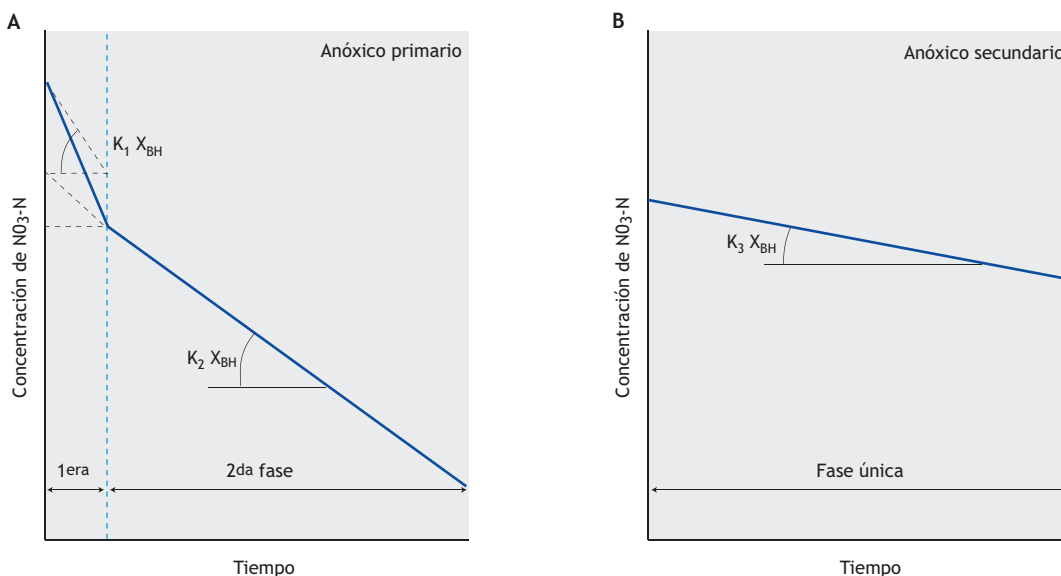 A
Anóxico primario
K1 XBH
K2 XBH
1era
2da fase
Concentración de N03-N
Tiempo
B
Anóxico secundario
K3 XBH
Fase única
Concentración de N03-N
Tiempo